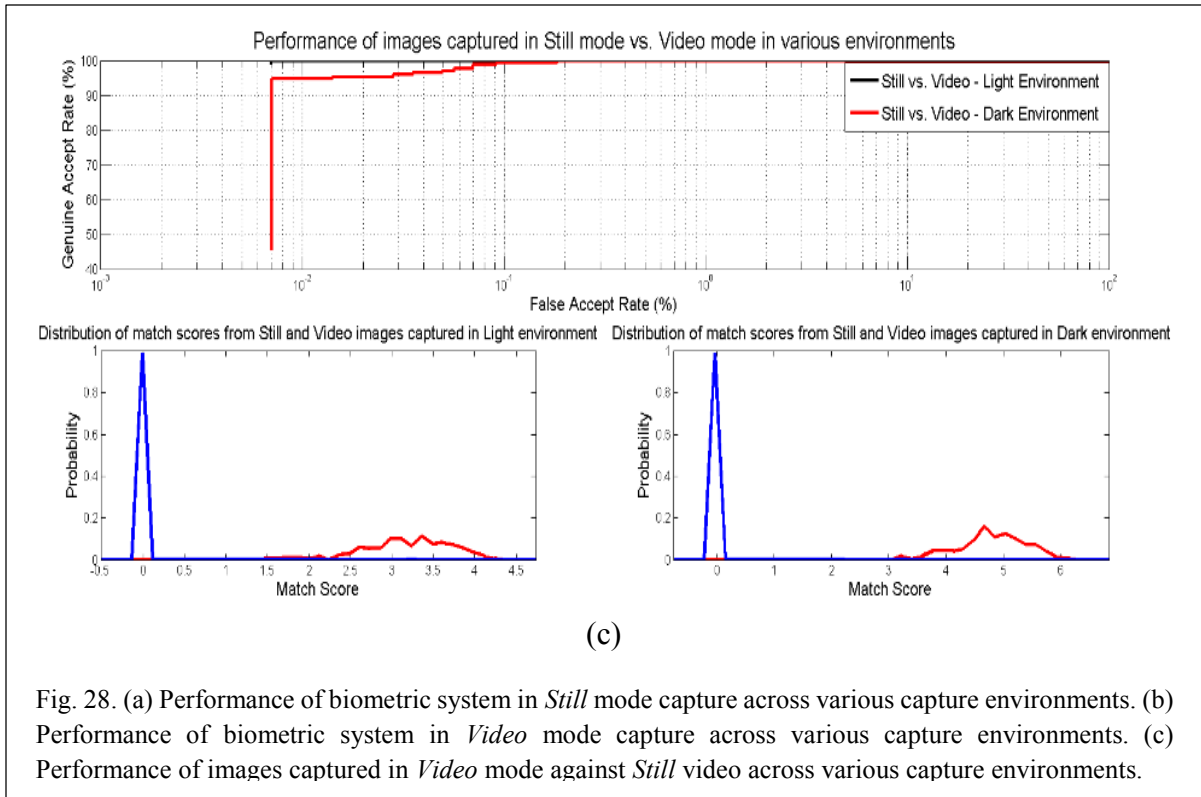 Performance of images captured in Still mode vs. Video mode in various environments
Genuine Accept Rate (%)
100
90
80
70
60
50
40
Still vs. Video - Light Environment
Still vs. Video - Dark Environment
10^-3 10^-2 10^-1 10^0 10^1 10^2
False Accept Rate (%)
Distribution of match scores from Still and Video images captured in Light environment
Probability
1
0.8
0.6
0.4
0.2
0
-0.5 0 0.5 1 1.5 2 2.5 3 3.5 4 4.5
Match Score
Distribution of match scores from Still and Video images captured in Dark environment
Probability
1
0.8
0.6
0.4
0.2
0
0 1 2 3 4 5 6
Match Score
(c)
Fig. 28. (a) Performance of biometric system in Still mode capture across various capture environments. (b)
Performance of biometric system in Video mode capture across various capture environments. (c)
Performance of images captured in Video mode against Still video across various capture environments.